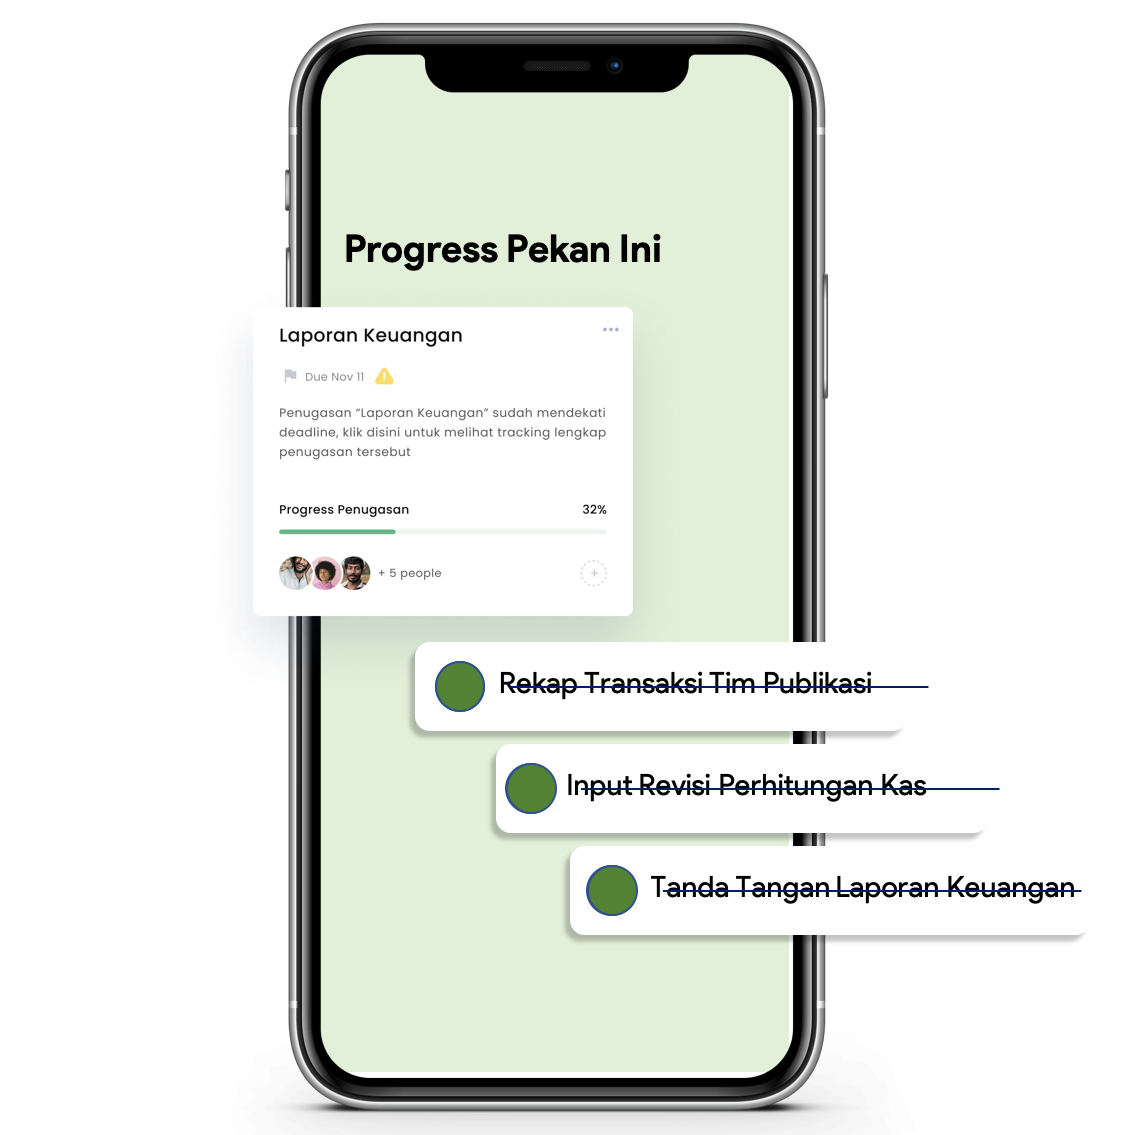 Progress Pekan Ini
Laporan Keuangan
Due Nov 11
Penugasan “Laporan Keuangan” sudah mendekati
deadline, klik disini untuk melihat tracking lengkap
penugasan tersebut
Progress Penugasan 32%
+ 5 people
Rekap Transaksi Tim Publikasi
Input Revisi Perhitungan Kas
Tanda Tangan Laporan Keuangan